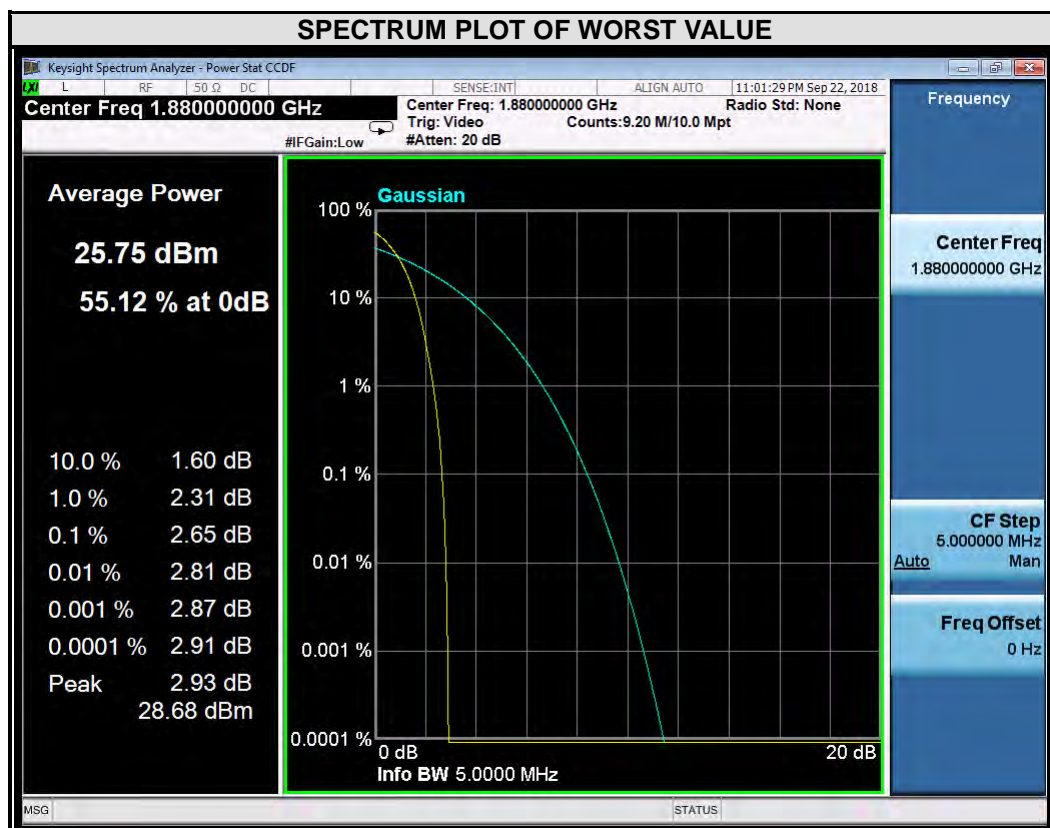 SPECTRUM PLOT OF WORST VALUE
Keysight Spectrum Analyzer - Power Stat CCDF
LXI L RF 50 Ω DC SENSE:INT ALIGN AUTO 11:01:29 PM Sep 22, 2018
Center Freq 1.880000000 GHz
Center Freq: 1.880000000 GHz Radio Std: None
Trig: Video Counts:9.20 M/10.0 Mpt
#IFGain:Low #Atten: 20 dB
Frequency
Average Power
25.75 dBm
55.12 % at 0dB
10.0 % 1.60 dB
1.0 % 2.31 dB
0.1 % 2.65 dB
0.01 % 2.81 dB
0.001 % 2.87 dB
0.0001 % 2.91 dB
Peak 2.93 dB
28.68 dBm
Gaussian
100 %
10 %
1 %
0.1 %
0.01 %
0.001 %
0.0001 %
0 dB 20 dB
Info BW 5.0000 MHz
Center Freq
1.880000000 GHz
CF Step
5.000000 MHz
Auto Man
Freq Offset
0 Hz
MSG STATUS